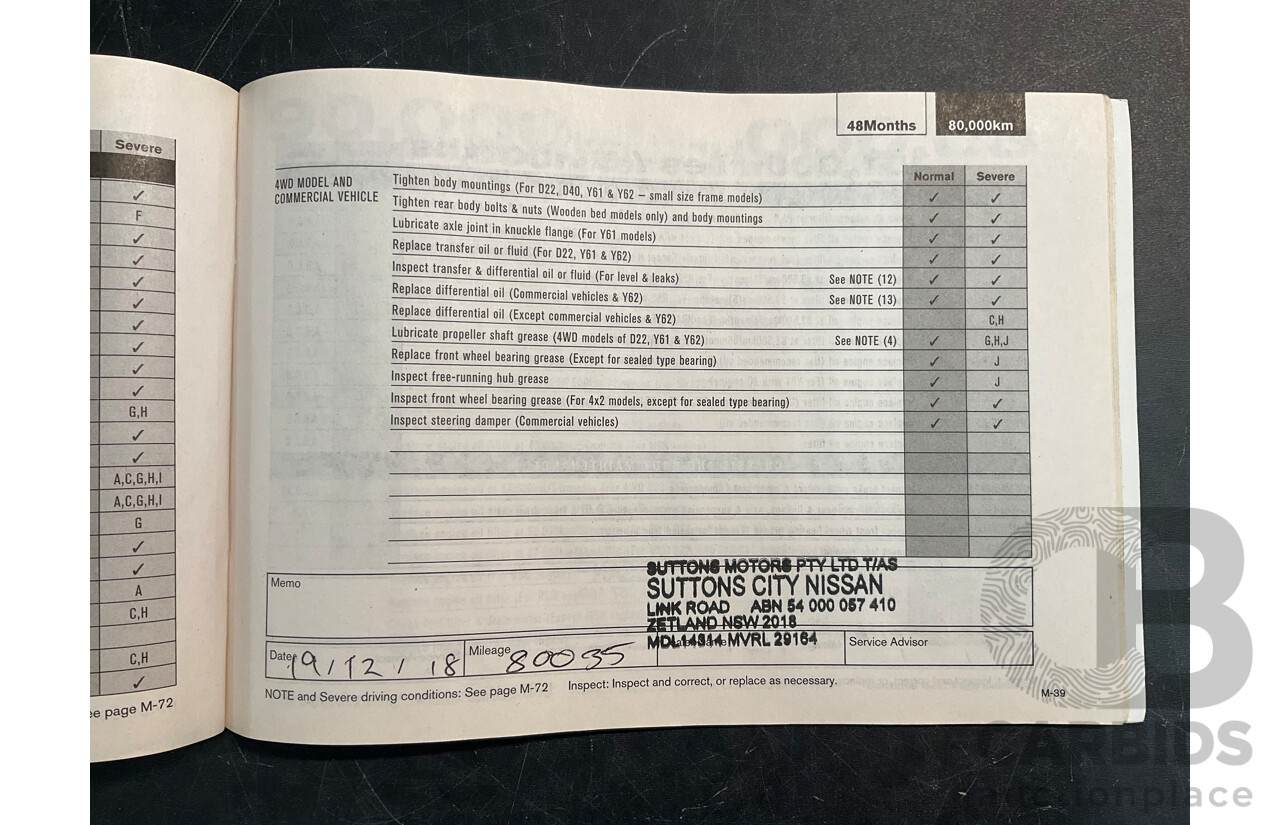 Severe
✓
F
✓
✓
✓
✓
✓
✓
✓
✓
G,H
✓
✓
A,C,G,H,I
A,C,G,H,I
G
✓
✓
A
C,H
C,H
✓
ee page M-72
48Months 80,000km
Normal Severe
4WD MODEL AND
COMMERCIAL VEHICLE
Tighten body mountings (For D22, D40, Y61 & Y62 – small size frame models) ✓ ✓
Tighten rear body bolts & nuts (Wooden bed models only) and body mountings ✓ ✓
Lubricate axle joint in knuckle flange (For Y61 models) ✓ ✓
Replace transfer oil or fluid (For D22, Y61 & Y62) ✓ ✓
Inspect transfer & differential oil or fluid (For level & leaks) See NOTE (12) ✓ ✓
Replace differential oil (Commercial vehicles & Y62) See NOTE (13) ✓ ✓
Replace differential oil (Except commercial vehicles & Y62) C,H
Lubricate propeller shaft grease (4WD models of D22, Y61 & Y62) See NOTE (4) ✓ G,H,J
Replace front wheel bearing grease (Except for sealed type bearing) ✓ J
Inspect free-running hub grease ✓ J
Inspect front wheel bearing grease (For 4x2 models, except for sealed type bearing) ✓ ✓
Inspect steering damper (Commercial vehicles) ✓ ✓
Memo
SUTTONS MOTORS PTY LTD T/AS
SUTTONS CITY NISSAN
LINK ROAD ABN 54 000 057 410
ZETLAND NSW 2018
MDL14314 MVRL 29164
Date 19/12/18 Mileage 80035 Service Advisor
NOTE and Severe driving conditions: See page M-72 Inspect: Inspect and correct, or replace as necessary.
M-39
CARBIDS
auctionplace